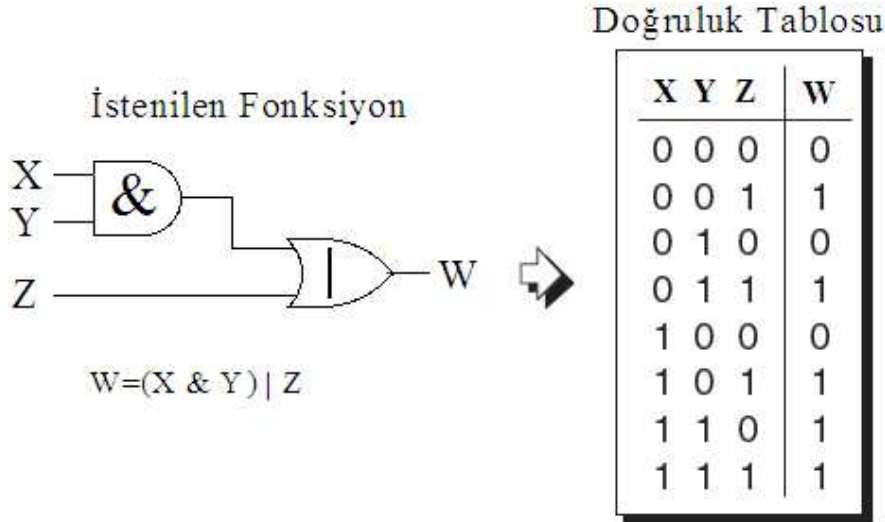 Doğruluk Tablosu
İstenilen Fonksiyon
X
Y
Z
&
|
W
W=(X & Y) | Z
X Y Z W
0 0 0 0
0 0 1 1
0 1 0 0
0 1 1 1
1 0 0 0
1 0 1 1
1 1 0 1
1 1 1 1